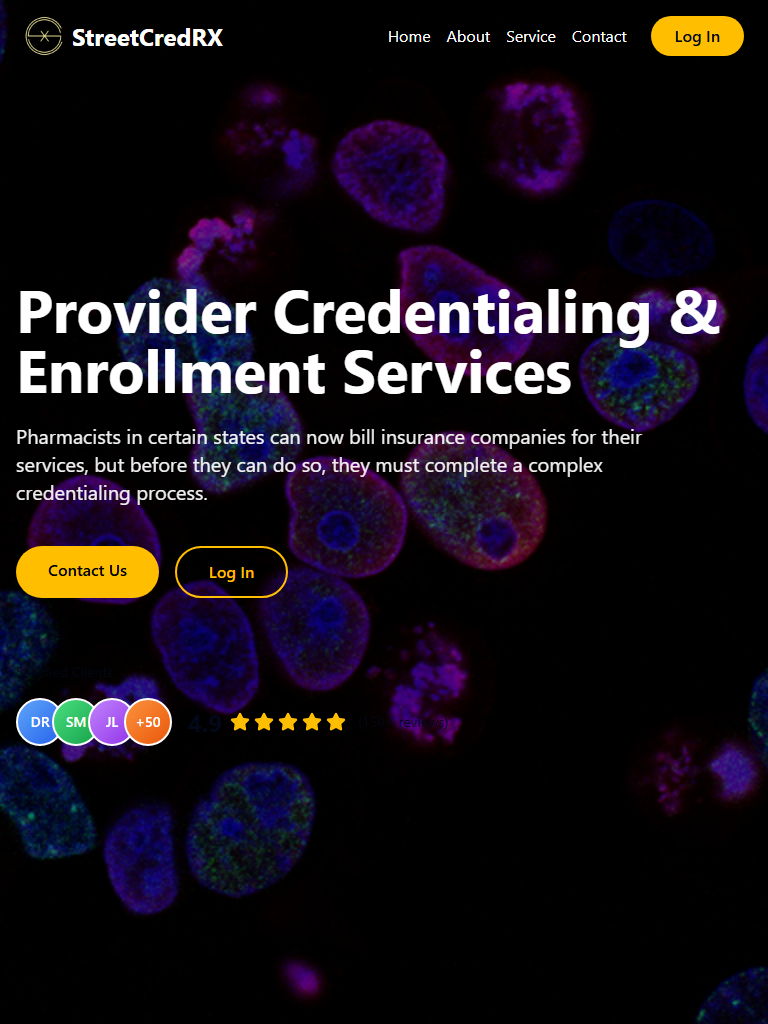 StreetCredRX
Home About Service Contact Log In
Provider Credentialing &
Enrollment Services
Pharmacists in certain states can now bill insurance companies for their
services, but before they can do so, they must complete a complex
credentialing process.
Contact Us Log In
DR SM JL +50 4.9